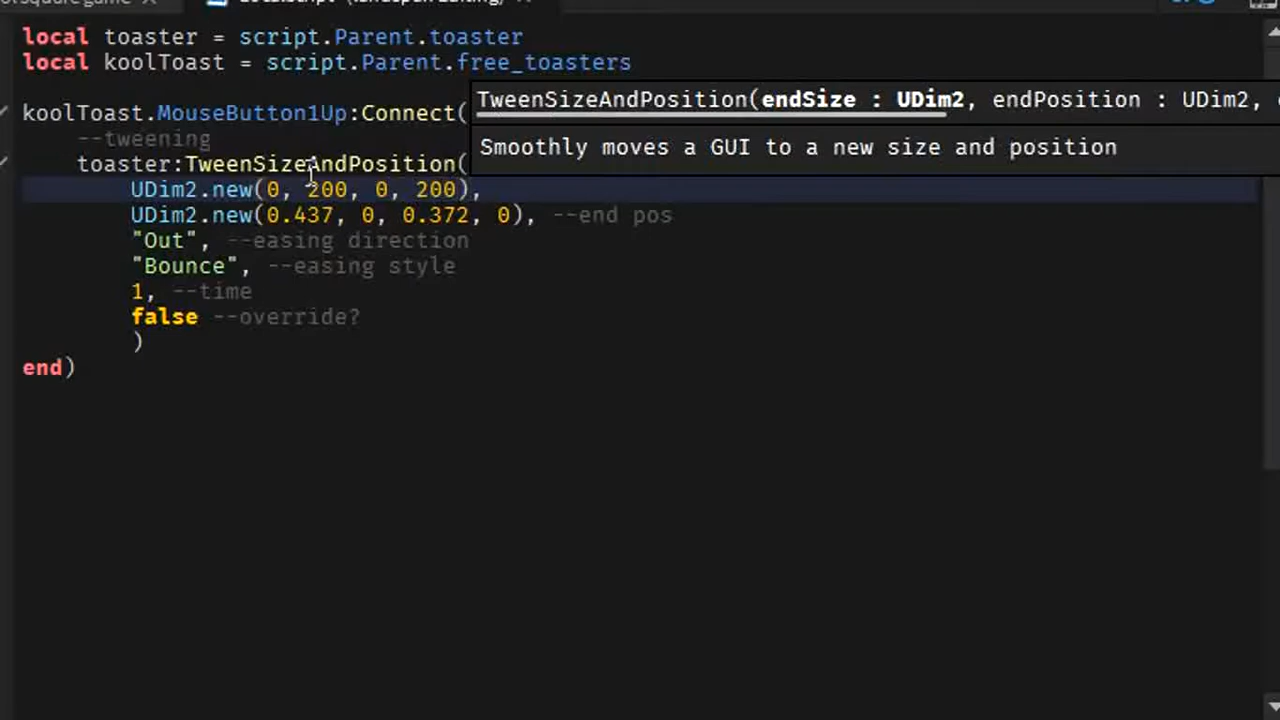 local toaster = script.Parent.toaster
local koolToast = script.Parent.free_toasters
TweenSizeAndPosition(endSize : UDim2, endPosition : UDim2,
koolToast.MouseButton1Up:Connect(
--tweening
Smoothly moves a GUI to a new size and position
toaster:TweenSizeAndPosition(
UDim2.new(0, 200, 0, 200),
UDim2.new(0.437, 0, 0.372, 0), --end pos
"Out", --easing direction
"Bounce", --easing style
1, --time
false --override?
)
end)